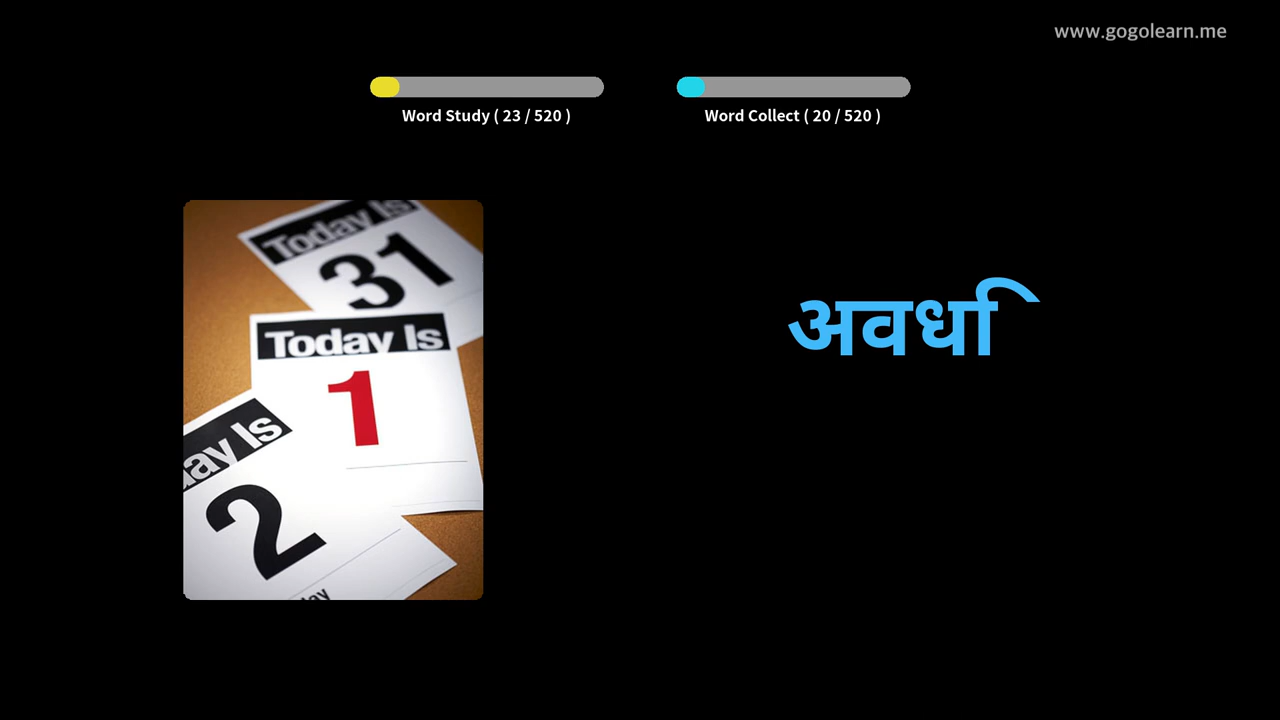 www.gogolearn.me
Word Study ( 23 / 520 )
Word Collect ( 20 / 520 )
Today Is
31
Today Is
1
अवधि
ay Is
2
ay